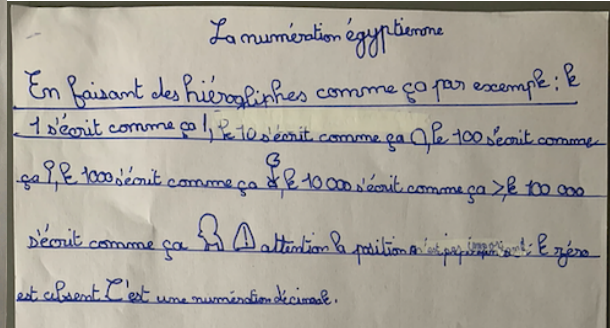 La numération égyptienne
En faisant des hiérogliphes comme ça par exemple : le
1 s'écrit comme ça |, le 10 s'écrit comme ça ∩, le 100 s'écrit comme
ça ?, le 1000 s'écrit comme ça , le 10 000 s'écrit comme ça >, le 100 000
s'écrit comme ça ⚠ attention la position n'est pas important : le zéro
est absent. C'est une numération décimale.